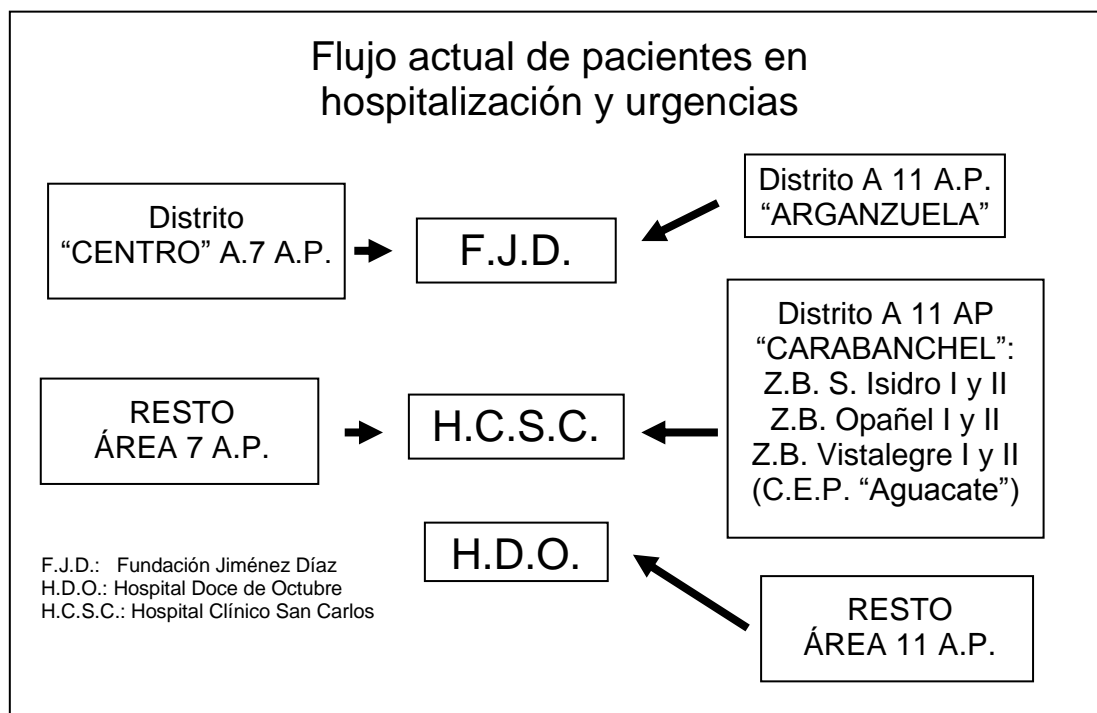 Flujo actual de pacientes en
hospitalización y urgencias
Distrito
“CENTRO” A.7 A.P.
F.J.D.
Distrito A 11 A.P.
“ARGANZUELA”
RESTO
ÁREA 7 A.P.
H.C.S.C.
Distrito A 11 AP
“CARABANCHEL”:
Z.B. S. Isidro I y II
Z.B. Opañel I y II
Z.B. Vistalegre I y II
(C.E.P. “Aguacate”)
H.D.O.
RESTO
ÁREA 11 A.P.
F.J.D.: Fundación Jiménez Díaz
H.D.O.: Hospital Doce de Octubre
H.C.S.C.: Hospital Clínico San Carlos